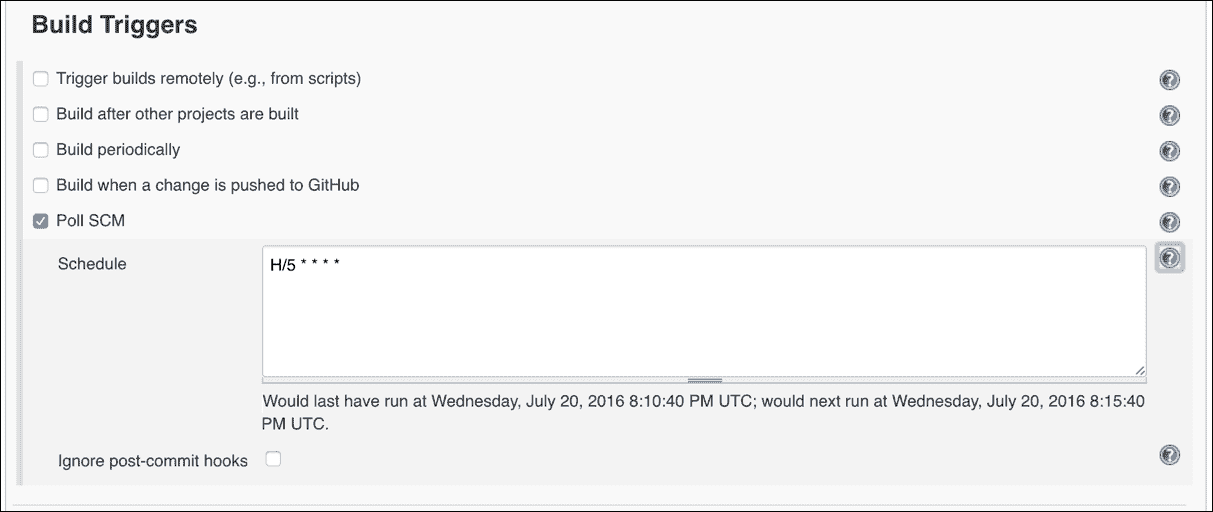 Build Triggers
Trigger builds remotely (e.g., from scripts)
Build after other projects are built
Build periodically
Build when a change is pushed to GitHub
Poll SCM
Schedule
H/5 * * * *
Would last have run at Wednesday, July 20, 2016 8:10:40 PM UTC; would next run at Wednesday, July 20, 2016 8:15:40
PM UTC.
Ignore post-commit hooks